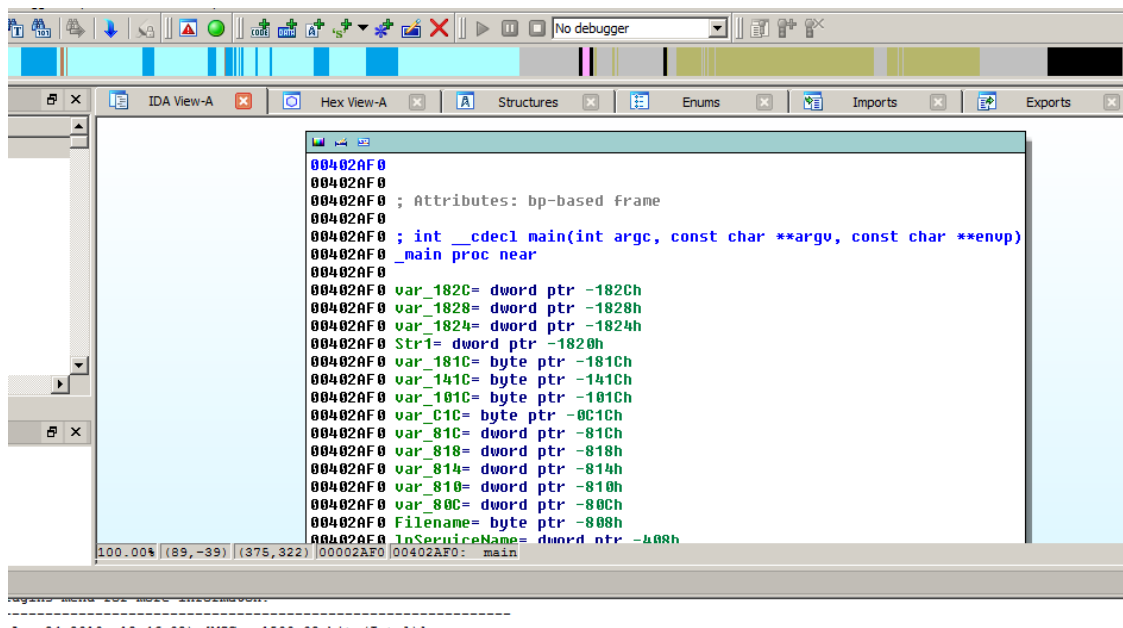 No debugger
IDA View-A
Hex View-A
Structures
Enums
Imports
Exports
00402AF0
00402AF0
00402AF0 ; Attributes: bp-based frame
00402AF0
00402AF0 ; int __cdecl main(int argc, const char **argv, const char **envp)
00402AF0 _main proc near
00402AF0
00402AF0 var_182C= dword ptr -182Ch
00402AF0 var_1828= dword ptr -1828h
00402AF0 var_1824= dword ptr -1824h
00402AF0 Str1= dword ptr -1820h
00402AF0 var_181C= byte ptr -181Ch
00402AF0 var_141C= byte ptr -141Ch
00402AF0 var_101C= byte ptr -101Ch
00402AF0 var_C1C= byte ptr -0C1Ch
00402AF0 var_81C= dword ptr -81Ch
00402AF0 var_818= dword ptr -818h
00402AF0 var_814= dword ptr -814h
00402AF0 var_810= dword ptr -810h
00402AF0 var_80C= dword ptr -80Ch
00402AF0 Filename= byte ptr -808h
00402AF0 lpServiceName= dword ptr -408h
100.00% (89,-39) (375,322) 00002AF0 00402AF0: main